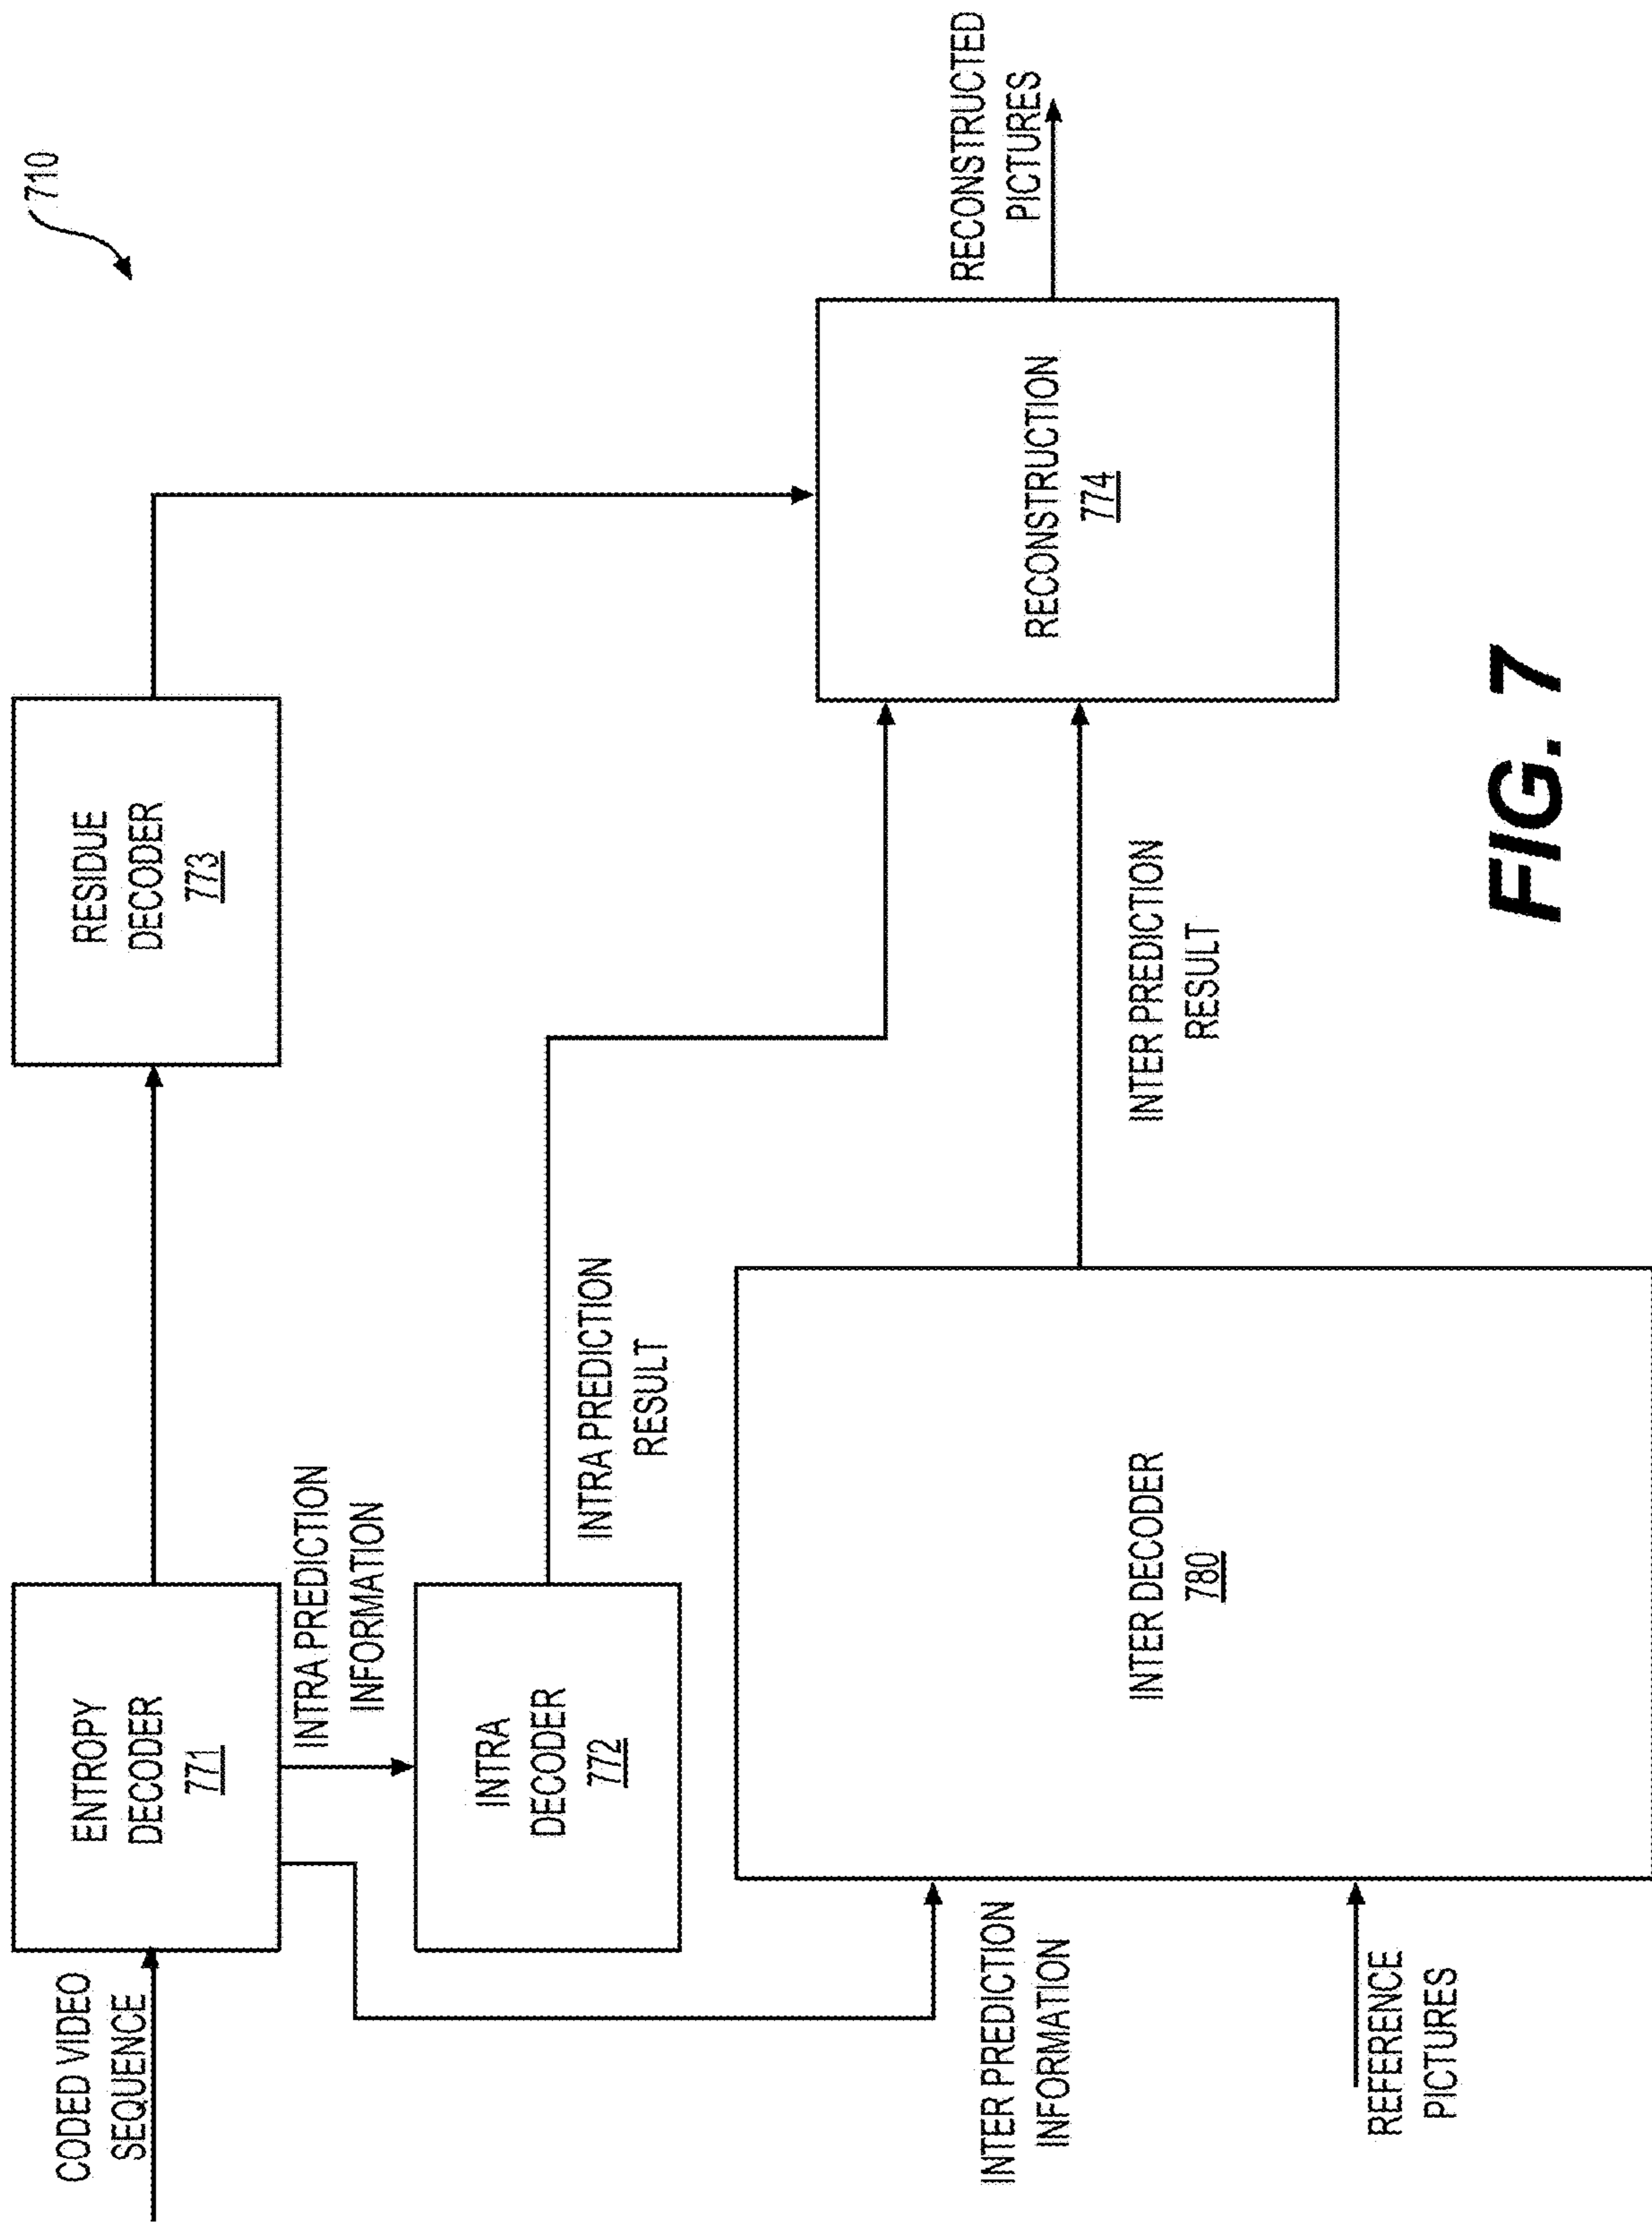 710
CODED VIDEO
SEQUENCE
ENTROPY
DECODER
771
RESIDUE
DECODER
773
INTRA PREDICTION
INFORMATION
INTRA
DECODER
772
INTRA PREDICTION
RESULT
RECONSTRUCTED
PICTURES
RECONSTRUCTION
774
INTER PREDICTION
INFORMATION
INTER DECODER
780
INTER PREDICTION
RESULT
REFERENCE
PICTURES
FIG. 7